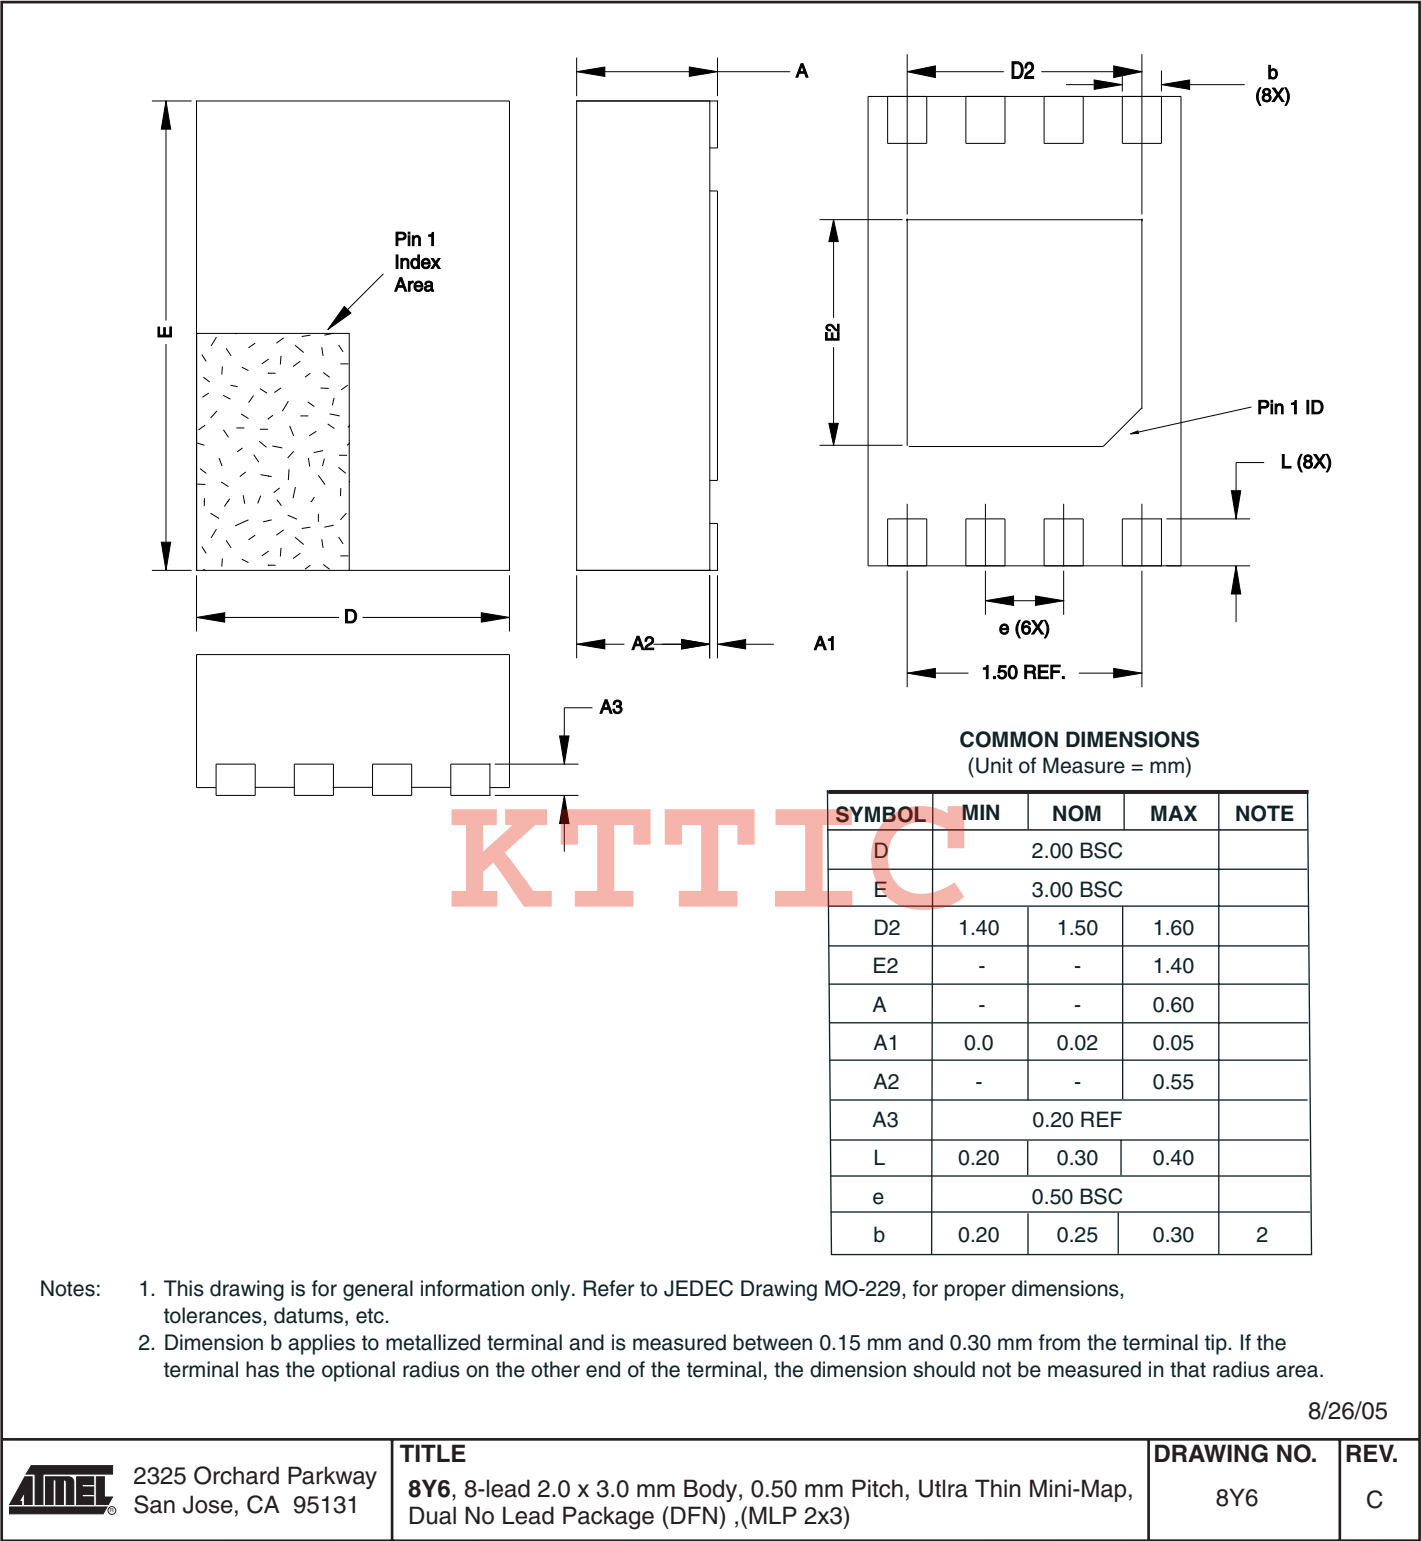 A
D2
b
(8X)
Pin 1
Index
Area
E
E2
Pin 1 ID
L (8X)
D
A2
A1
e (6X)
1.50 REF.
A3
COMMON DIMENSIONS
(Unit of Measure = mm)
KTTIC
SYMBOL MIN NOM MAX NOTE
D 2.00 BSC
E 3.00 BSC
D2 1.40 1.50 1.60
E2 - - 1.40
A - - 0.60
A1 0.0 0.02 0.05
A2 - - 0.55
A3 0.20 REF
L 0.20 0.30 0.40
e 0.50 BSC
b 0.20 0.25 0.30 2
Notes: 1. This drawing is for general information only. Refer to JEDEC Drawing MO-229, for proper dimensions,
tolerances, datums, etc.
2. Dimension b applies to metallized terminal and is measured between 0.15 mm and 0.30 mm from the terminal tip. If the
terminal has the optional radius on the other end of the terminal, the dimension should not be measured in that radius area.
8/26/05
ATMEL ®
2325 Orchard Parkway
San Jose, CA 95131
TITLE
8Y6, 8-lead 2.0 x 3.0 mm Body, 0.50 mm Pitch, Utlra Thin Mini-Map,
Dual No Lead Package (DFN) ,(MLP 2x3)
DRAWING NO.
8Y6
REV.
C